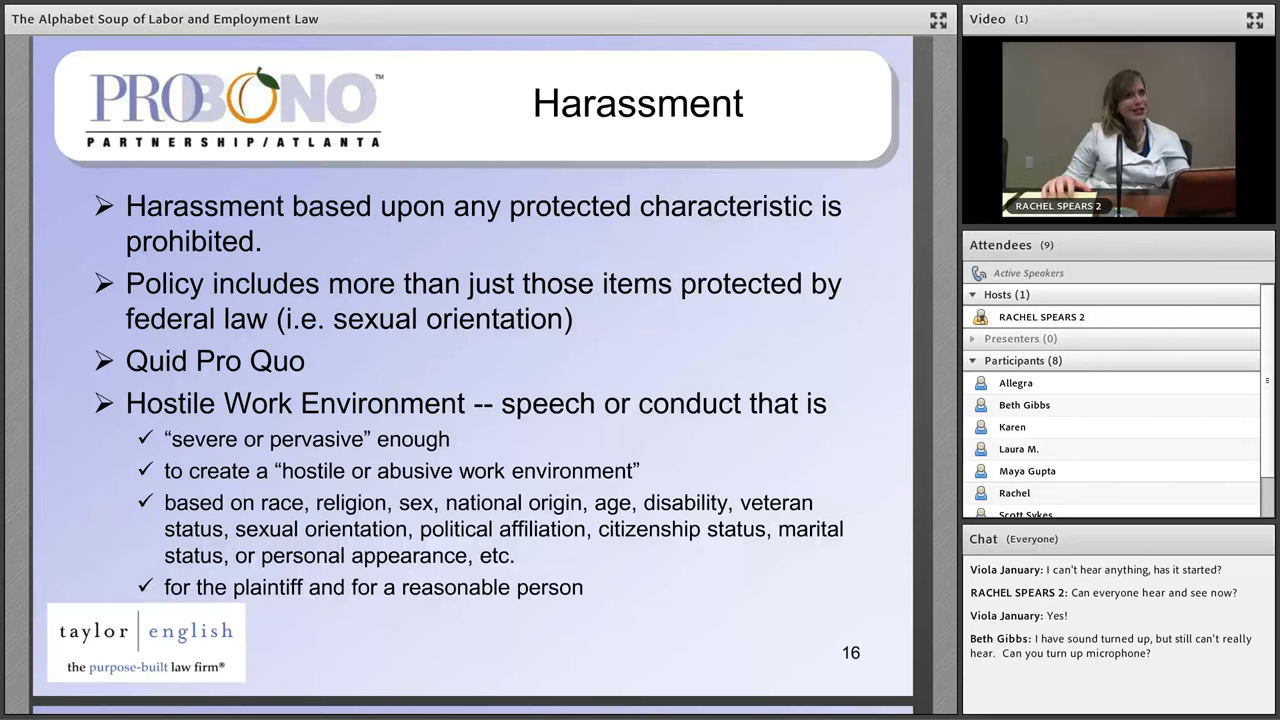 The Alphabet Soup of Labor and Employment Law
PROBONO™
PARTNERSHIP/ATLANTA
Harassment
Harassment based upon any protected characteristic is
prohibited.
Policy includes more than just those items protected by
federal law (i.e. sexual orientation)
Quid Pro Quo
Hostile Work Environment -- speech or conduct that is
“severe or pervasive” enough
to create a “hostile or abusive work environment”
based on race, religion, sex, national origin, age, disability, veteran
status, sexual orientation, political affiliation, citizenship status, marital
status, or personal appearance, etc.
for the plaintiff and for a reasonable person
taylor | english
the purpose-built law firm®
16
Video (1)
RACHEL SPEARS 2
Attendees (9)
Active Speakers
Hosts (1)
RACHEL SPEARS 2
Presenters (0)
Participants (8)
Allegra
Beth Gibbs
Karen
Laura M.
Maya Gupta
Rachel
Scott Sykes
Chat (Everyone)
Viola January: I can't hear anything, has it started?
RACHEL SPEARS 2: Can everyone hear and see now?
Viola January: Yes!
Beth Gibbs: I have sound turned up, but still can't really
hear. Can you turn up microphone?